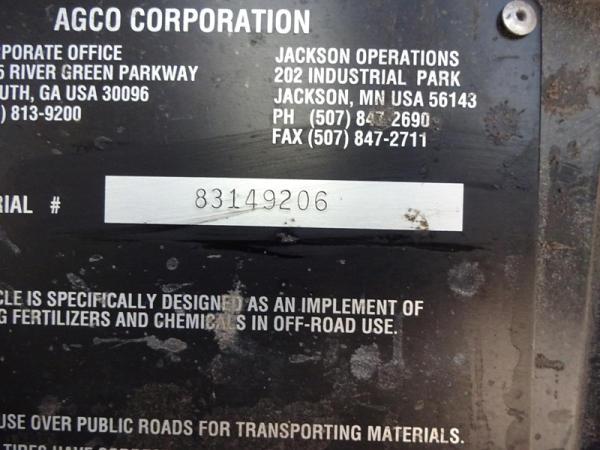 AGCO CORPORATION
PORATE OFFICE
RIVER GREEN PARKWAY
UTH, GA USA 30096
) 813-9200
JACKSON OPERATIONS
202 INDUSTRIAL PARK
JACKSON, MN USA 56143
PH (507) 847-2690
FAX (507) 847-2711
RIAL # 83149206
CLE IS SPECIFICALLY DESIGNED AS AN IMPLEMENT OF
G FERTILIZERS AND CHEMICALS IN OFF-ROAD USE.
USE OVER PUBLIC ROADS FOR TRANSPORTING MATERIALS.
TIRES HAVE